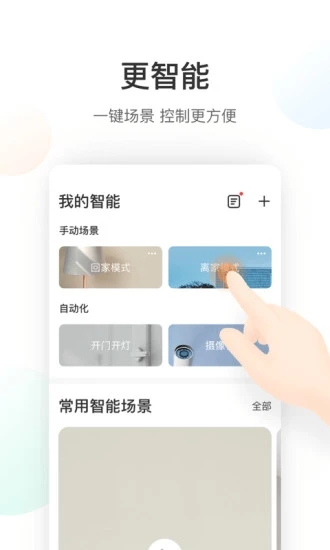 更智能
一键场景 控制更方便
我的智能
手动场景
回家模式
离家模式
自动化
开门开灯
摄像
常用智能场景
全部